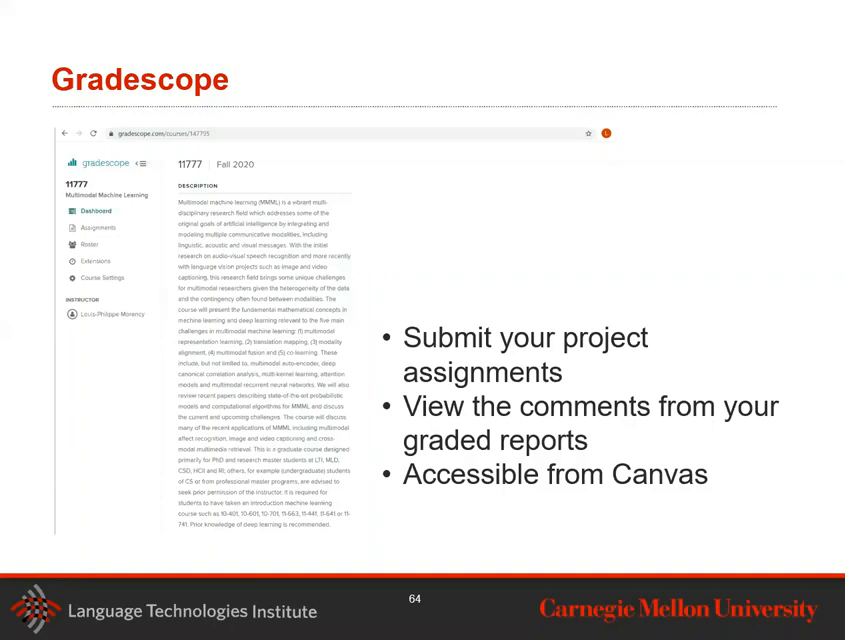 Gradescope
gradescope.com/courses/147795
gradescope
11777
Multimodal Machine Learning
Dashboard
Assignments
Roster
Extensions
Course Settings
INSTRUCTOR
Louis-Philippe Morency
11777 Fall 2020
DESCRIPTION
Multimodal machine learning (MMML) is a vibrant multi-
disciplinary research field which addresses some of the
original goals of artificial intelligence by integrating and
modeling multiple communicative modalities, including
linguistic, acoustic and visual messages. With the initial
research on audio-visual speech recognition and more recently
with language vision projects such as image and video
captioning, this research field brings some unique challenges
for multimodal researchers given the heterogeneity of the data
and the contingency often found between modalities. The
course will present the fundamental mathematical concepts in
machine learning and deep learning relevant to the five main
challenges in multimodal machine learning: (1) multimodal
representation learning, (2) translation mapping, (3) modality
alignment, (4) multimodal fusion and (5) co-learning. These
include, but not limited to, multimodal auto-encoder, deep
canonical correlation analysis, multi-kernel learning, attention
models and multimodal recurrent neural networks. We will also
review recent papers describing state-of-the-art probabilistic
models and computational algorithms for MMML and discuss
the current and upcoming challenges. The course will discuss
many of the recent applications of MMML including multimodal
affect recognition, image and video captioning and cross-
modal multimedia retrieval. This is a graduate course designed
primarily for PhD and research master students at LTI, MLD,
CSD, HCII and RI; others, for example (undergraduate) students
of CS or from professional master programs, are advised to
seek prior permission of the instructor. It is required for
students to have taken an introduction machine learning
course such as 10-401, 10-601, 10-701, 11-663, 11-441, 11-641 or 11-
741. Prior knowledge of deep learning is recommended.
• Submit your project
assignments
• View the comments from your
graded reports
• Accessible from Canvas
Language Technologies Institute
64
Carnegie Mellon University